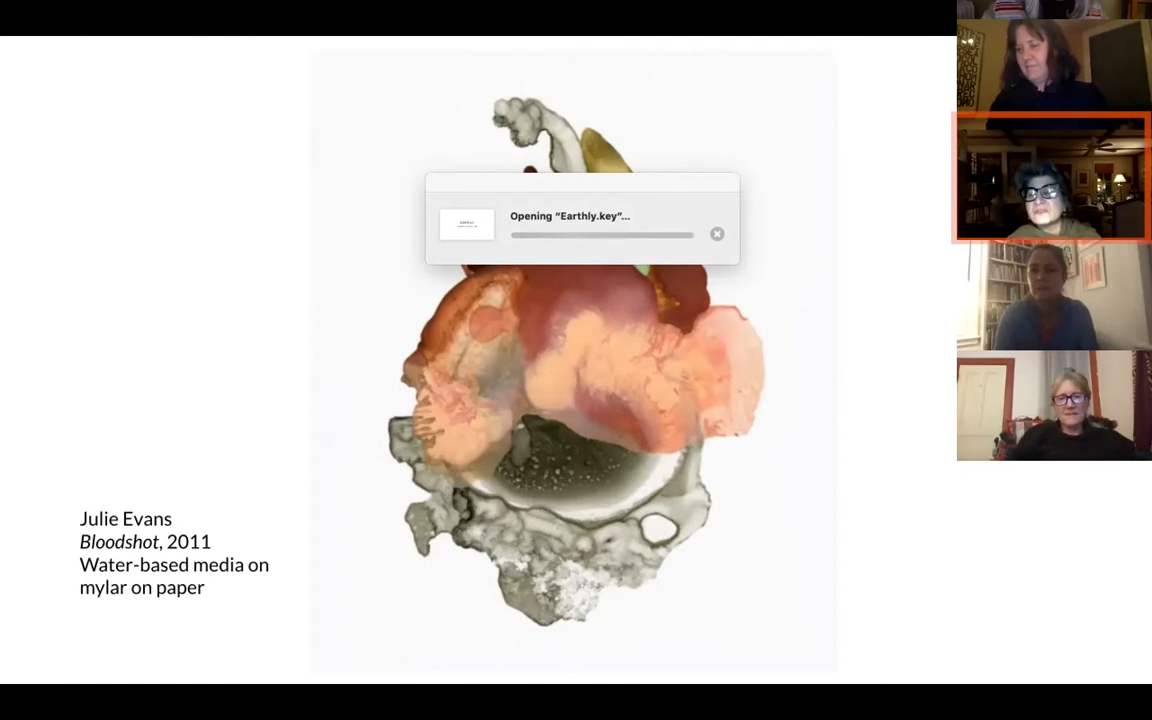 Opening “Earthly.key”...
Julie Evans
Bloodshot, 2011
Water-based media on
mylar on paper